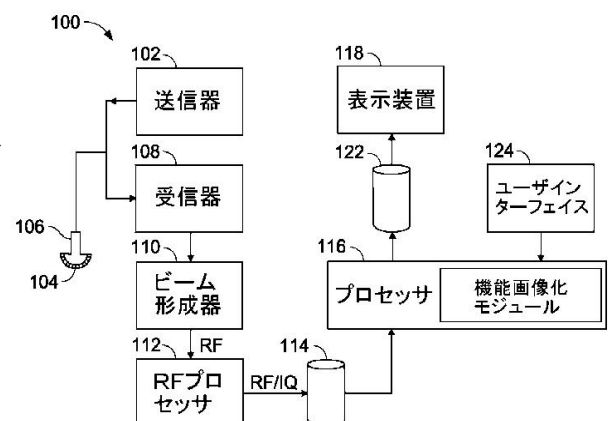 100
102
送信器
108
受信器
106
104
110
ビーム
形成器
RF
112
RFプロ
セッサ
RF/IQ
114
118
表示装置
122
124
ユーザイン
ターフェイス
116
プロセッサ
機能画像化
モジュール